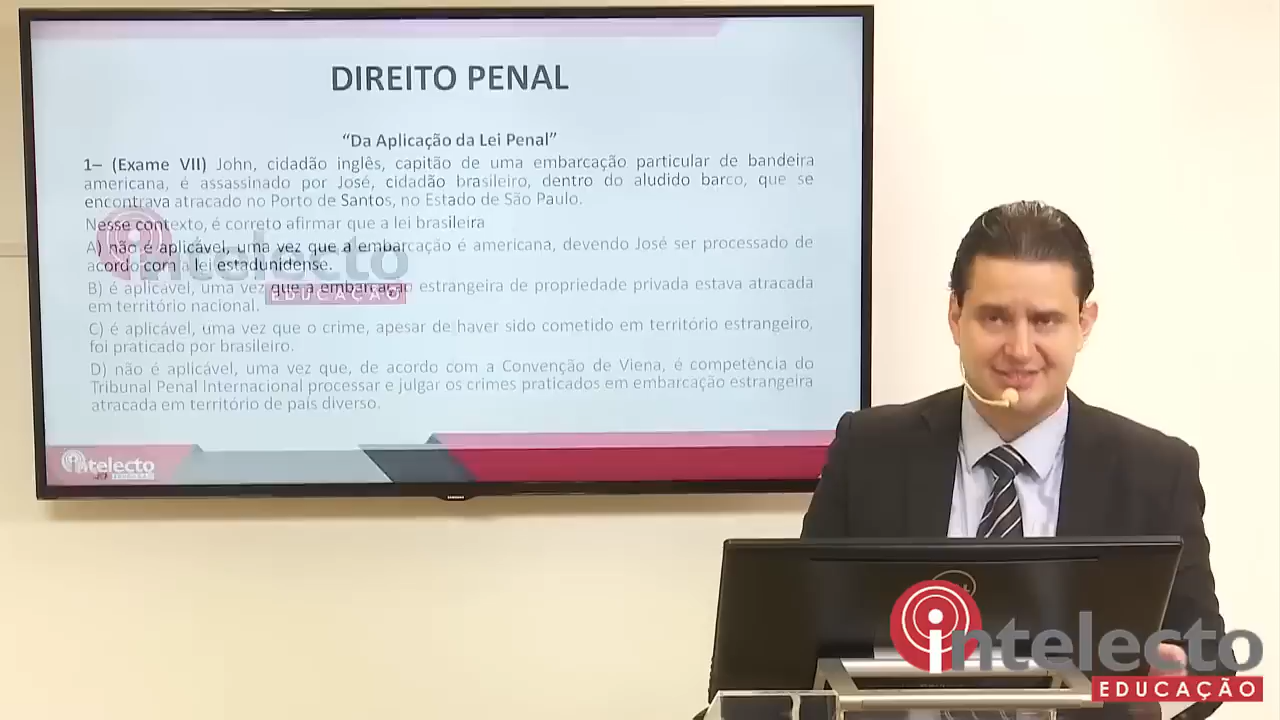 DIREITO PENAL
“Da Aplicação da Lei Penal”
1– (Exame VII) John, cidadão inglês, capitão de uma embarcação particular de bandeira
americana, é assassinado por José, cidadão brasileiro, dentro do aludido barco, que se
encontrava atracado no Porto de Santos, no Estado de São Paulo.
Nesse contexto, é correto afirmar que a lei brasileira
A) não é aplicável, uma vez que a embarcação é americana, devendo José ser processado de
acordo com a lei estadunidense.
B) é aplicável, uma vez que a embarcação estrangeira de propriedade privada estava atracada
em território nacional.
C) é aplicável, uma vez que o crime, apesar de haver sido cometido em território estrangeiro,
foi praticado por brasileiro.
D) não é aplicável, uma vez que, de acordo com a Convenção de Viena, é competência do
Tribunal Penal Internacional processar e julgar os crimes praticados em embarcação estrangeira
atracada em território de país diverso.
intelecto
EDUCAÇÃO
intelecto
EDUCAÇÃO
intelecto
EDUCAÇÃO